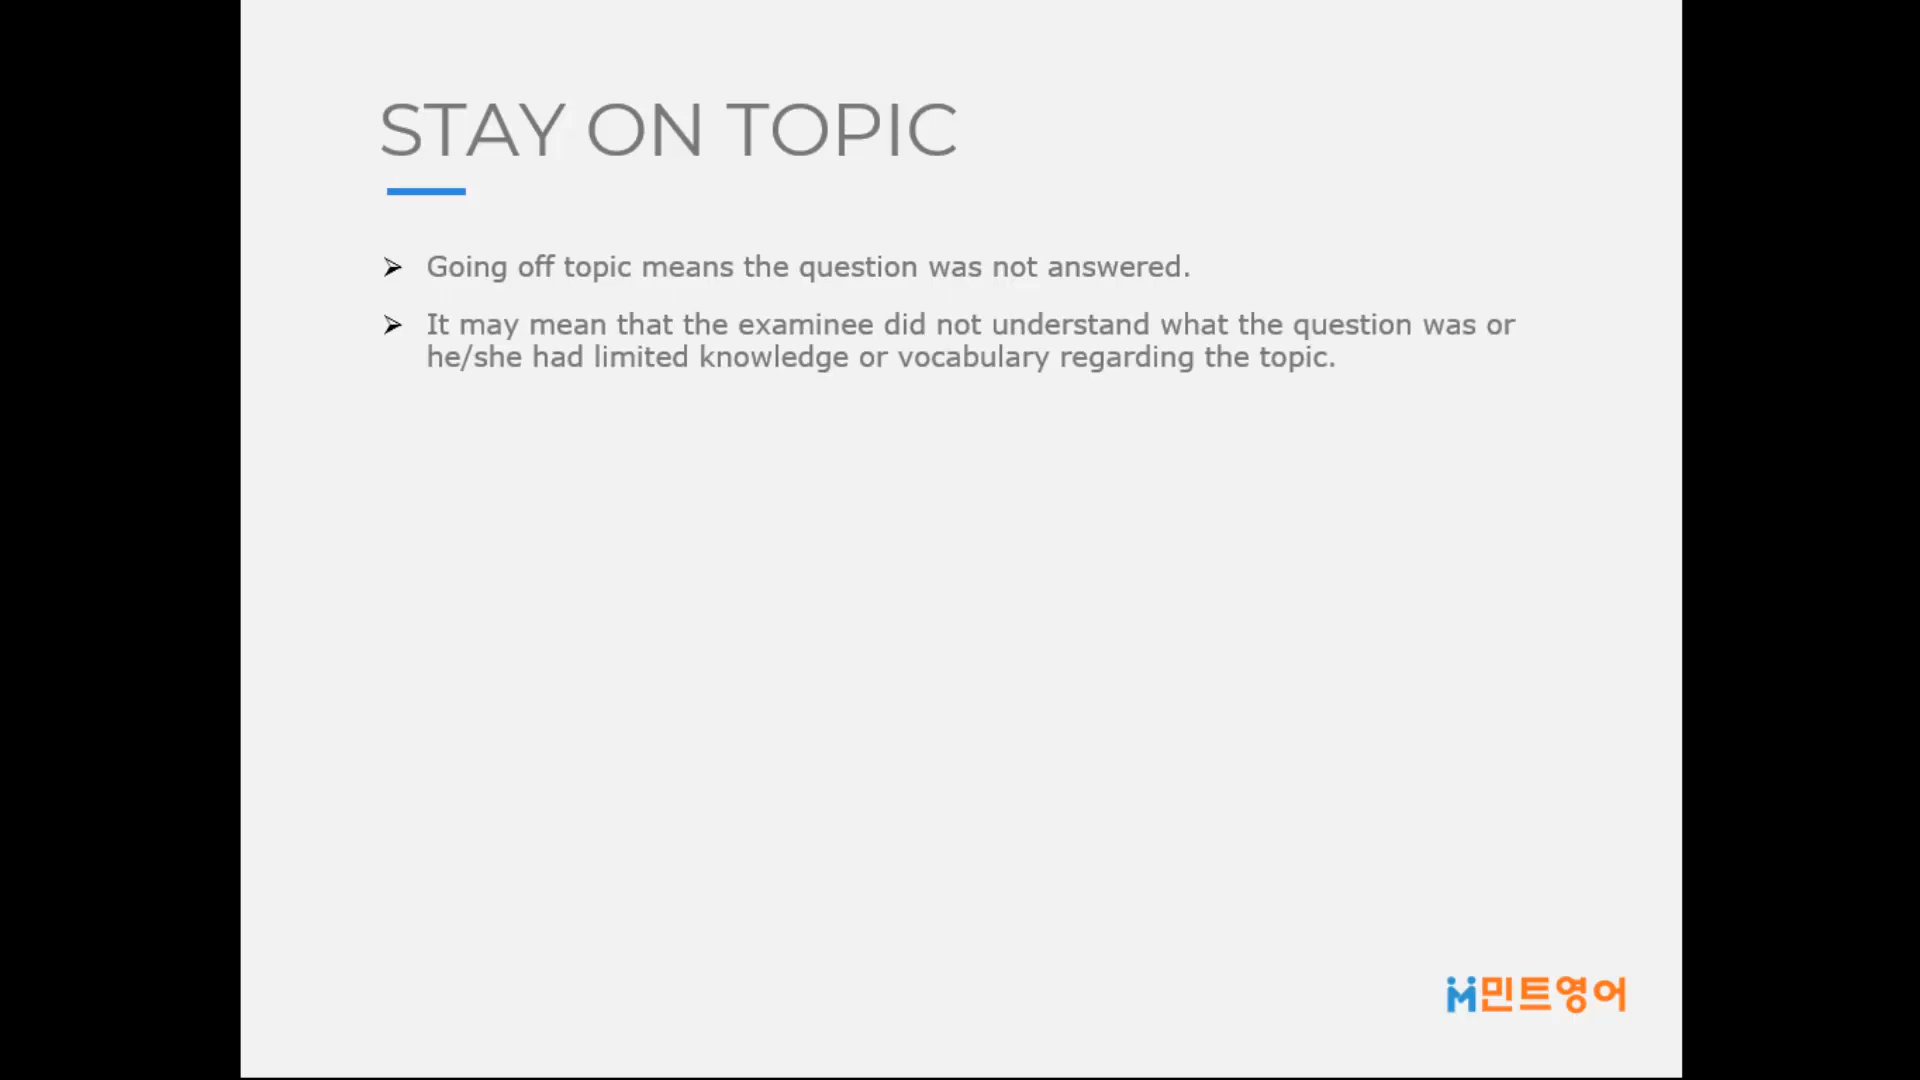 STAY ON TOPIC
Going off topic means the question was not answered.
It may mean that the examinee did not understand what the question was or
he/she had limited knowledge or vocabulary regarding the topic.
민트영어